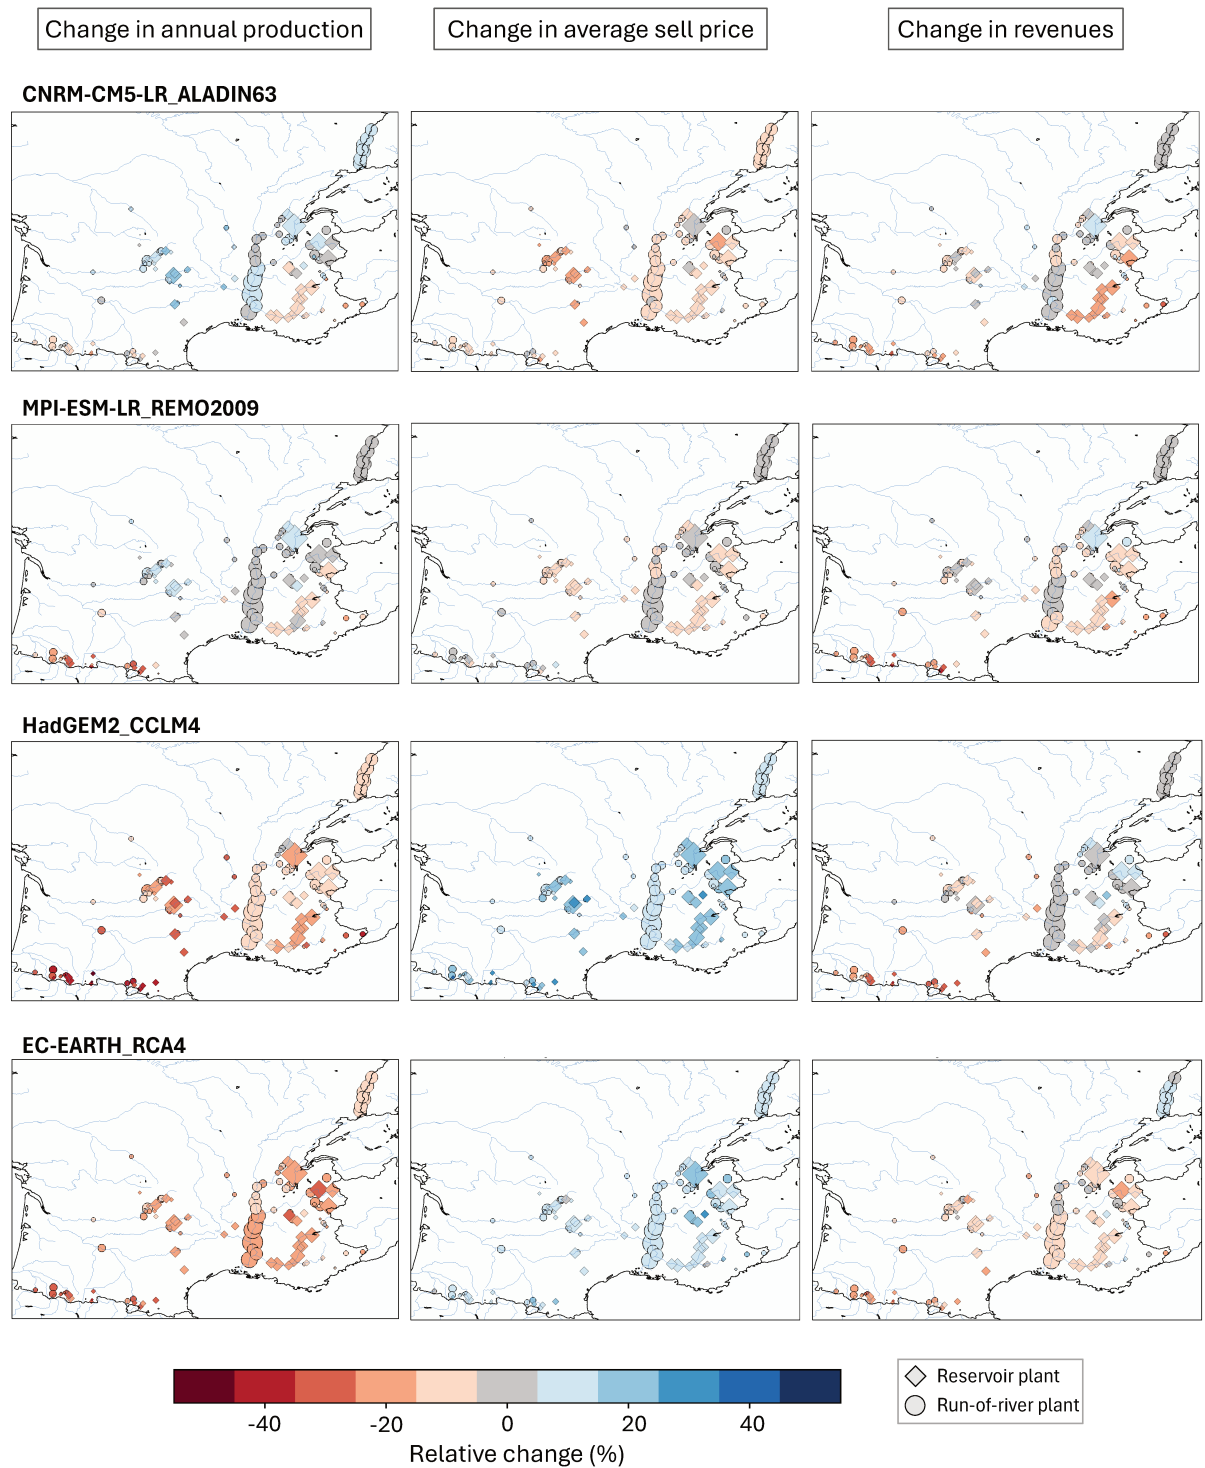 Change in annual production
Change in average sell price
Change in revenues
CNRM-CM5-LR_ALADIN63
MPI-ESM-LR_REMO2009
HadGEM2_CCLM4
EC-EARTH_RCA4
-40
-20
0
20
40
Relative change (%)
Reservoir plant
Run-of-river plant